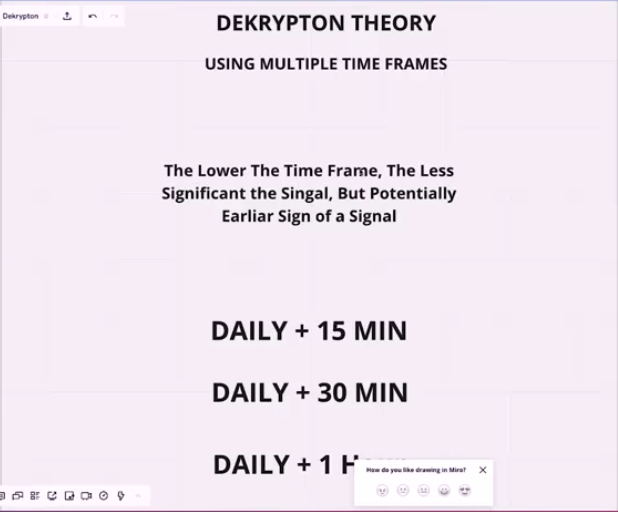 Dekrypton
DEKRYPTON THEORY
USING MULTIPLE TIME FRAMES
The Lower The Time Frame, The Less
Significant the Singal, But Potentially
Earliar Sign of a Signal
DAILY + 15 MIN
DAILY + 30 MIN
DAILY + 1
How do you like drawing in Miro?